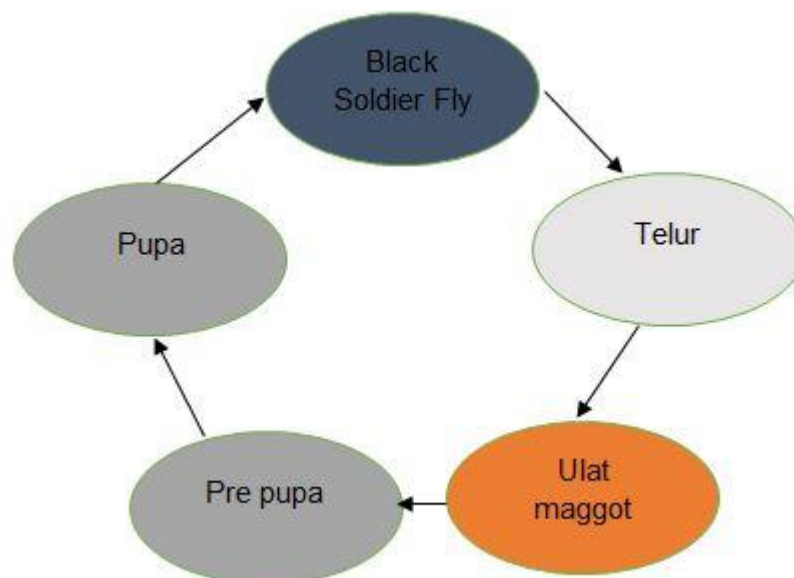 Black
Soldier Fly
Telur
Ulat
maggot
Pre pupa
Pupa